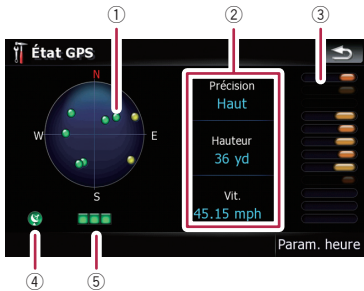 ① ② ③
État GPS
N
W E
S
Précision
Haut
Hauteur
36 yd
Vit.
45.15 mph
Param. heure
④ ⑤